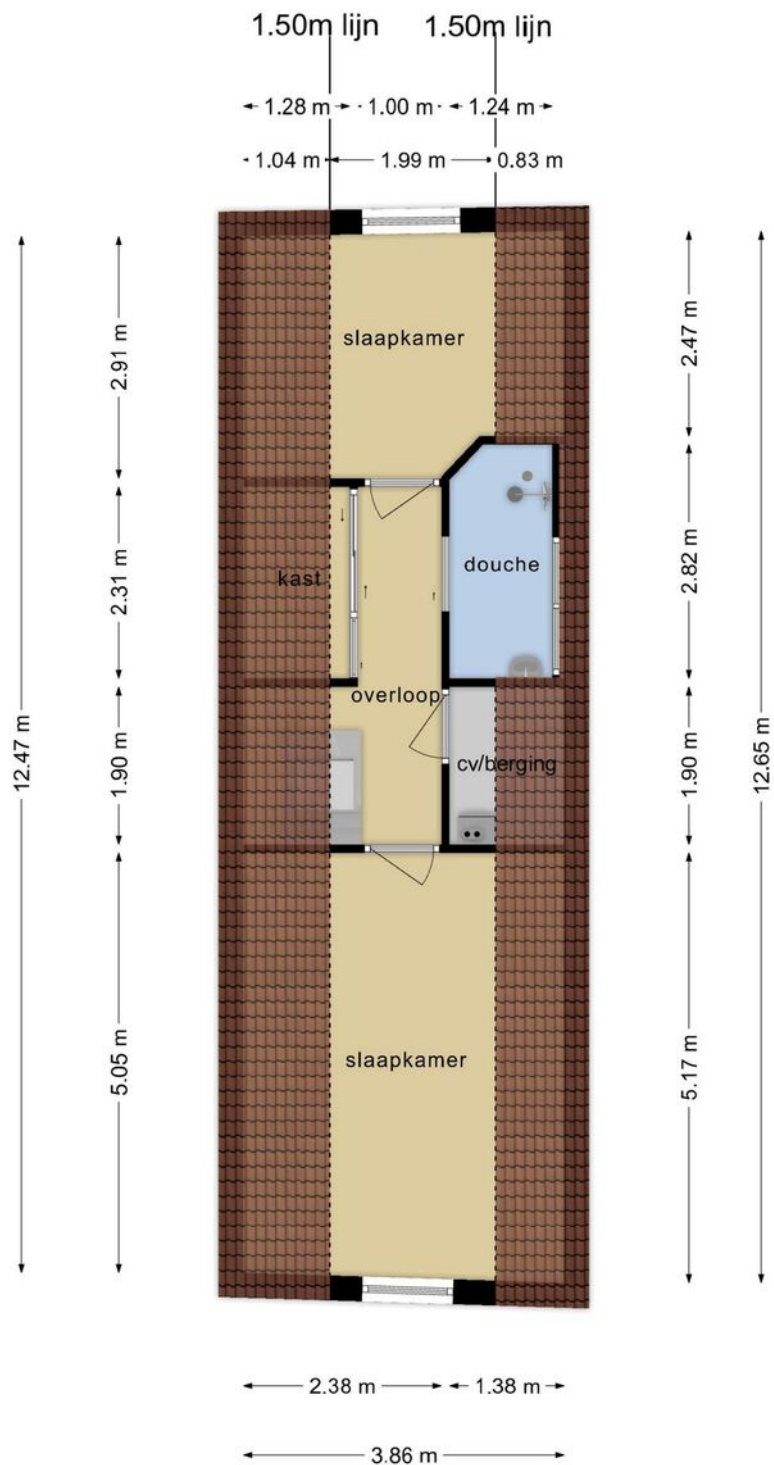 1.50m lijn 1.50m lijn
1.28 m 1.00 m 1.24 m
1.04 m 1.99 m 0.83 m
slaapkamer
2.91 m
2.47 m
kast
douche
2.31 m
2.82 m
overloop
cv/berging
12.47 m
1.90 m
1.90 m
12.65 m
slaapkamer
5.05 m
5.17 m
2.38 m 1.38 m
3.86 m